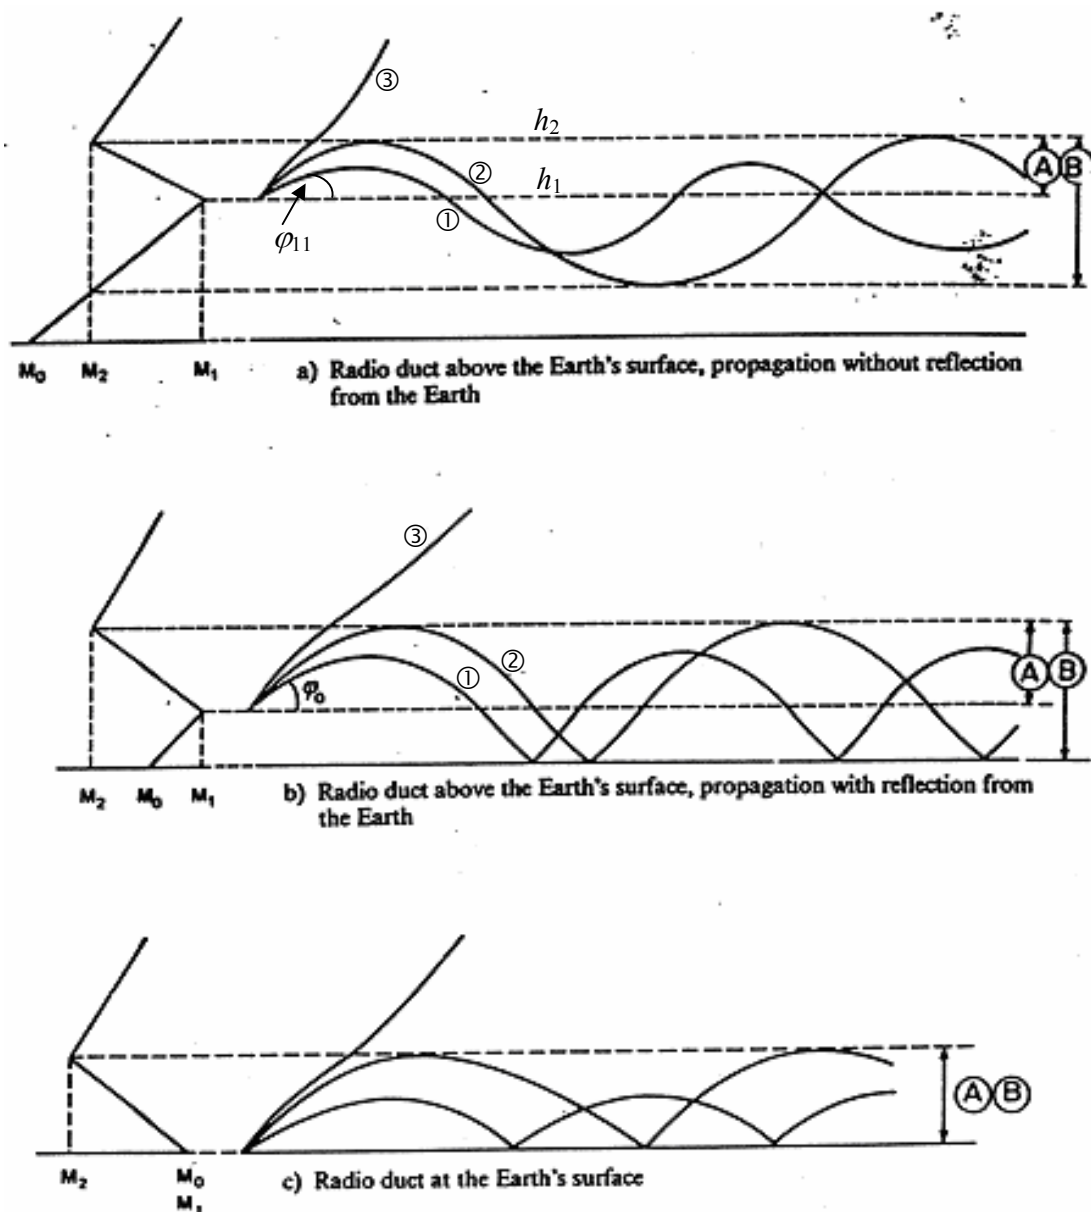 ③
h₂
②
h₁
A B
①
φ₁₁
M₀ M₂ M₁
a) Radio duct above the Earth's surface, propagation without reflection
from the Earth
③
②
①
φ₀
A B
M₂ M₀ M₁
b) Radio duct above the Earth's surface, propagation with reflection from
the Earth
A B
M₂ M₀
M₁
c) Radio duct at the Earth's surface